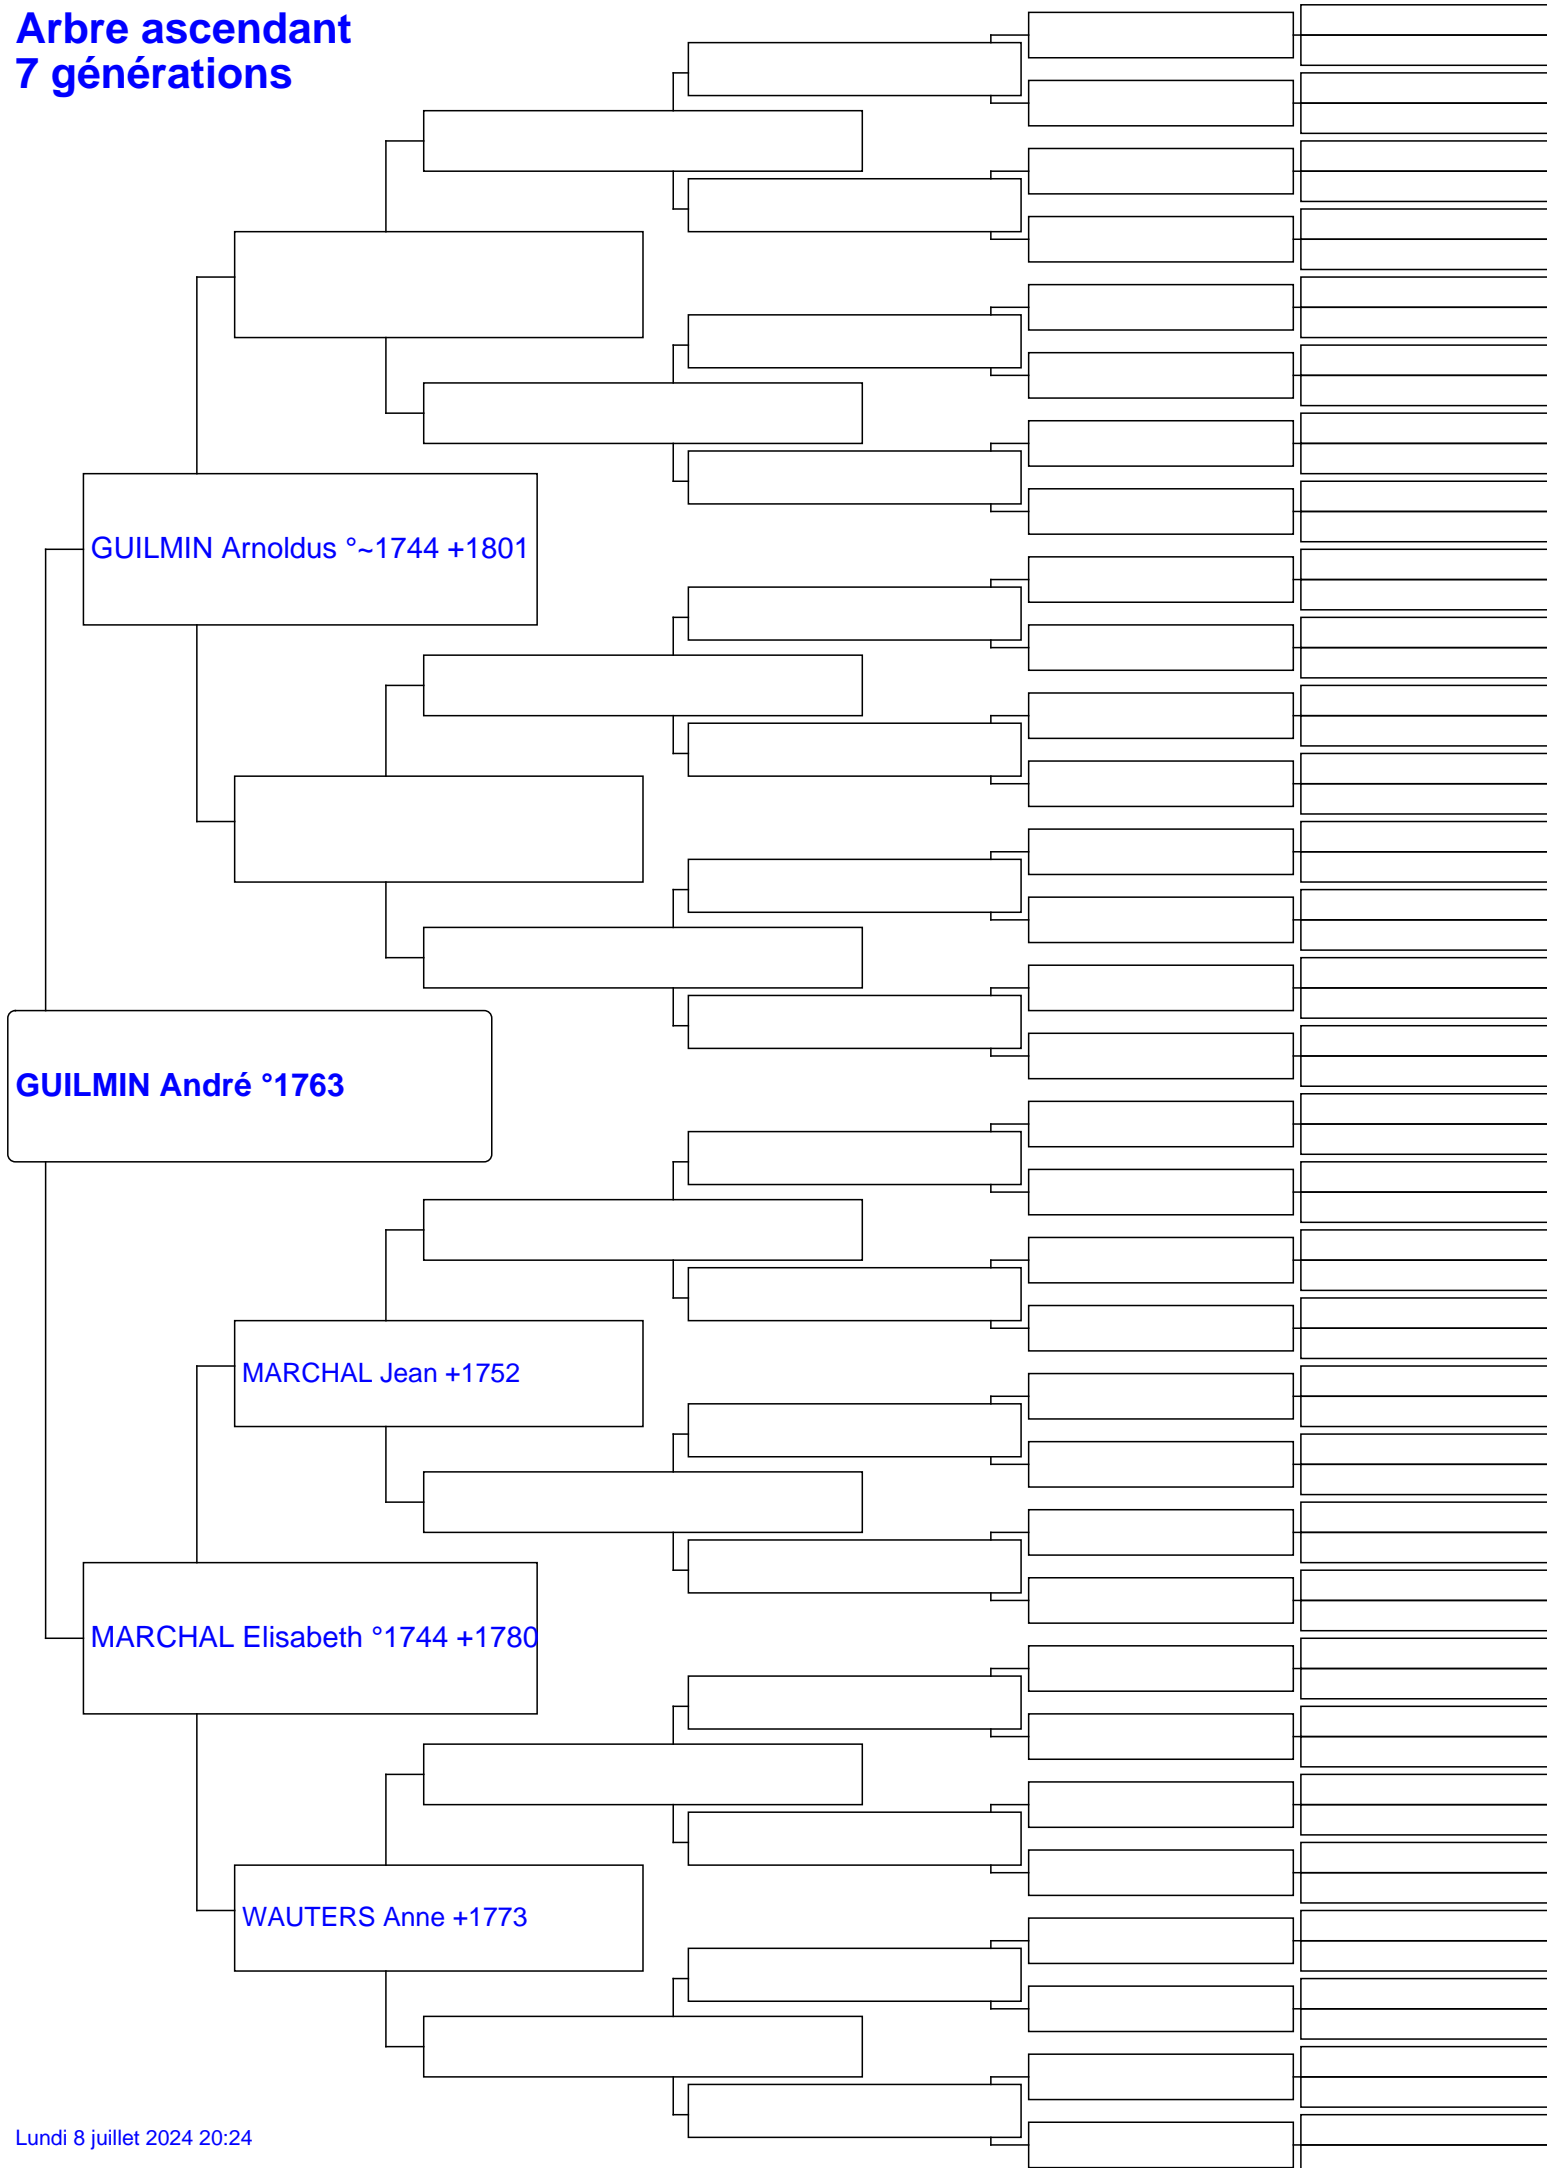 Arbre ascendant
7 générations
GUILMIN Arnoldus °~1744 +1801
GUILMIN André °1763
MARCHAL Jean +1752
MARCHAL Elisabeth °1744 +1780
WAUTERS Anne +1773
Lundi 8 juillet 2024 20:24